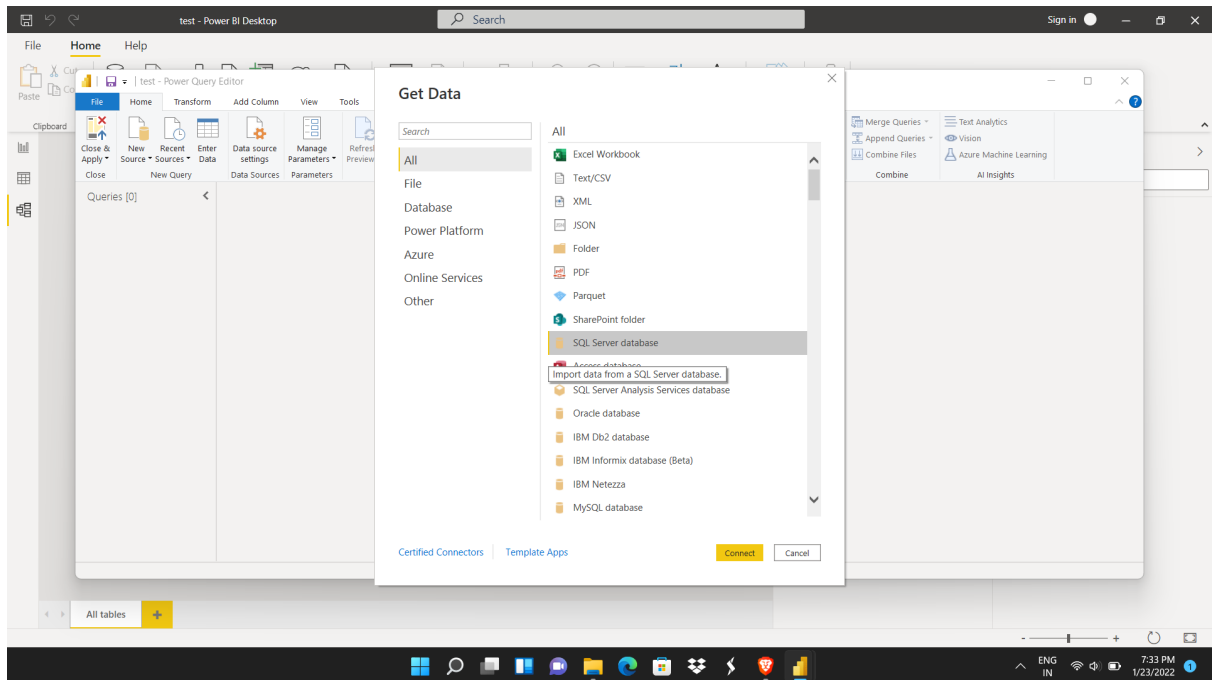 test - Power BI Desktop
Search
Sign in
File Home Help
Paste
Cu
Co
Clipboard
test - Power Query Editor
File Home Transform Add Column View Tools
Close & Apply
New Source
Recent Sources
Enter Data
Data source settings
Manage Parameters
Refresh Preview
Merge Queries
Append Queries
Combine Files
Text Analytics
Vision
Azure Machine Learning
Close
New Query
Data Sources
Parameters
Combine
AI Insights
Queries [0]
Get Data
Search
All
File
Database
Power Platform
Azure
Online Services
Other
All
Excel Workbook
Text/CSV
XML
JSON
Folder
PDF
Parquet
SharePoint folder
SQL Server database
Access database
Import data from a SQL Server database.
SQL Server Analysis Services database
Oracle database
IBM Db2 database
IBM Informix database (Beta)
IBM Netezza
MySQL database
Certified Connectors
Template Apps
Connect
Cancel
All tables
ENG
IN
7:33 PM
1/23/2022
1